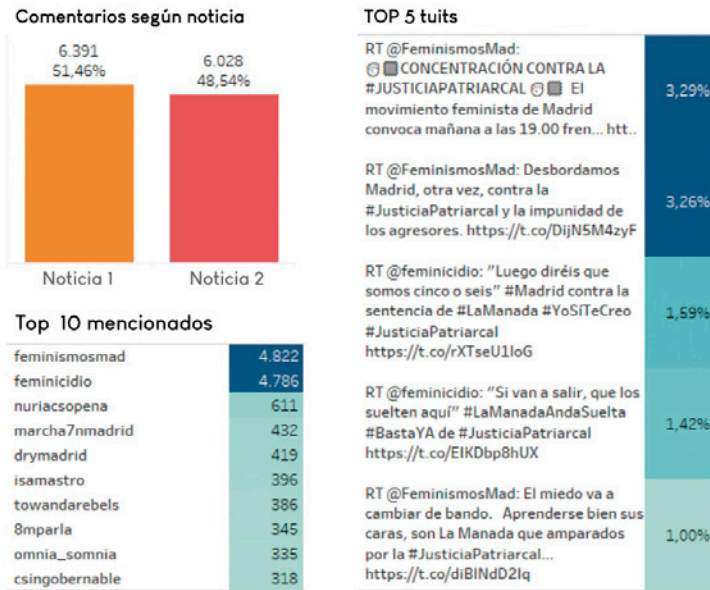 Comentarios según noticia
6.391
51,46%
6.028
48,54%
Noticia 1
Noticia 2
Top 10 mencionados
feminismosmad 4.822
feminicidio 4.786
nuriacsopena 611
marcha7nmadrid 432
drymadrid 419
isamastro 396
towandarebels 386
8mparla 345
omnia_somnia 335
csingobernable 318
TOP 5 tuits
RT @FeminismosMad:
CONCENTRACIÓN CONTRA LA
#JUSTICIAPATRIARCAL El
movimiento feminista de Madrid
convoca mañana a las 19.00 fren... htt..
3,29%
RT @FeminismosMad: Desbordamos
Madrid, otra vez, contra la
#JusticiaPatriarcal y la impunidad de
los agresores. https://t.co/DijN5M4zyF
3,26%
RT @feminicidio: "Luego diréis que
somos cinco o seis" #Madrid contra la
sentencia de #LaManada #YoSíTeCreo
#JusticiaPatriarcal
https://t.co/rXTseU1loG
1,59%
RT @feminicidio: "Si van a salir, que los
suelten aquí" #LaManadaAndaSuelta
#BastaYA de #JusticiaPatriarcal
https://t.co/EIKDbp8hUX
1,42%
RT @FeminismosMad: El miedo va a
cambiar de bando. Aprenderse bien sus
caras, son La Manada que amparados
por la #JusticiaPatriarcal...
https://t.co/diBINdD2Iq
1,00%